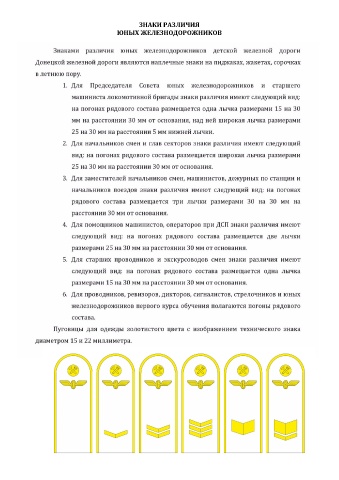 ЗНАКИ РАЗЛИЧИЯ
ЮНЫХ ЖЕЛЕЗНОДОРОЖНИКОВ
Знаками различия юных железнодорожников детской железной дороги
Донецкой железной дороги являются наплечные знаки на пиджаках, жакетах, сорочках
в летнюю пору.
1. Для Председателя Совета юных железнодорожников и старшего
машиниста локомотивной бригады знаки различия имеют следующий вид:
на погонах рядового состава размещается одна лычка размерами 15 на 30
мм на расстоянии 30 мм от основания, над ней широкая лычка размерами
25 на 30 мм на расстоянии 5 мм нижней лычки.
2. Для начальников смен и глав секторов знаки различия имеют следующий
вид: на погонах рядового состава размещается широкая лычка размерами
25 на 30 мм на расстоянии 30 мм от основания.
3. Для заместителей начальников смен, машинистов, дежурных по станции и
начальников поездов знаки различия имеют следующий вид: на погонах
рядового состава размещается три лычки размерами 30 на 30 мм на
расстоянии 30 мм от основания.
4. Для помощников машинистов, операторов при ДСП знаки различия имеют
следующий вид: на погонах рядового состава размещается две лычки
размерами 25 на 30 мм на расстоянии 30 мм от основания.
5. Для старших проводников и экскурсоводов смен знаки различия имеют
следующий вид: на погонах рядового состава размещается одна лычка
размерами 15 на 30 мм на расстоянии 30 мм от основания.
6. Для проводников, ревизоров, дикторов, сигналистов, стрелочников и юных
железнодорожников первого курса обучения полагаются погоны рядового
состава.
Пуговицы для одежды золотистого цвета с изображением технического знака
диаметром 15 и 22 миллиметра.